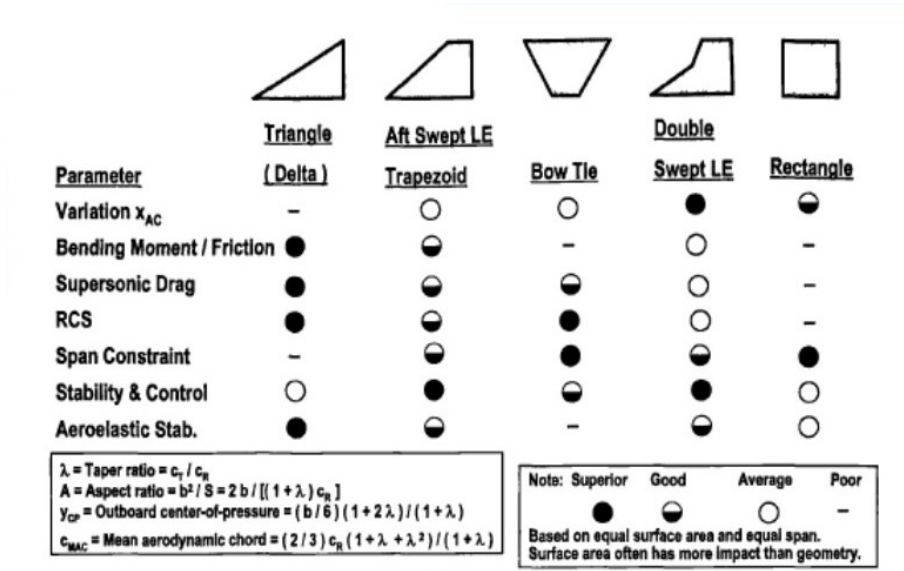 Triangle
(Delta)
Aft Swept LE
Trapezoid
Bow Tie
Double
Swept LE
Rectangle
Parameter
Variation x_AC
Bending Moment / Friction
Supersonic Drag
RCS
Span Constraint
Stability & Control
Aeroelastic Stab.
λ = Taper ratio = c_T / c_R
A = Aspect ratio = b² / S = 2 b / [( 1 + λ ) c_R ]
y_CP = Outboard center-of-pressure = ( b / 6 ) ( 1 + 2 λ ) / ( 1 + λ )
c_MAC = Mean aerodynamic chord = ( 2 / 3 ) c_R ( 1 + λ + λ² ) / ( 1 + λ )
Note: Superior Good Average Poor
Based on equal surface area and equal span.
Surface area often has more impact than geometry.